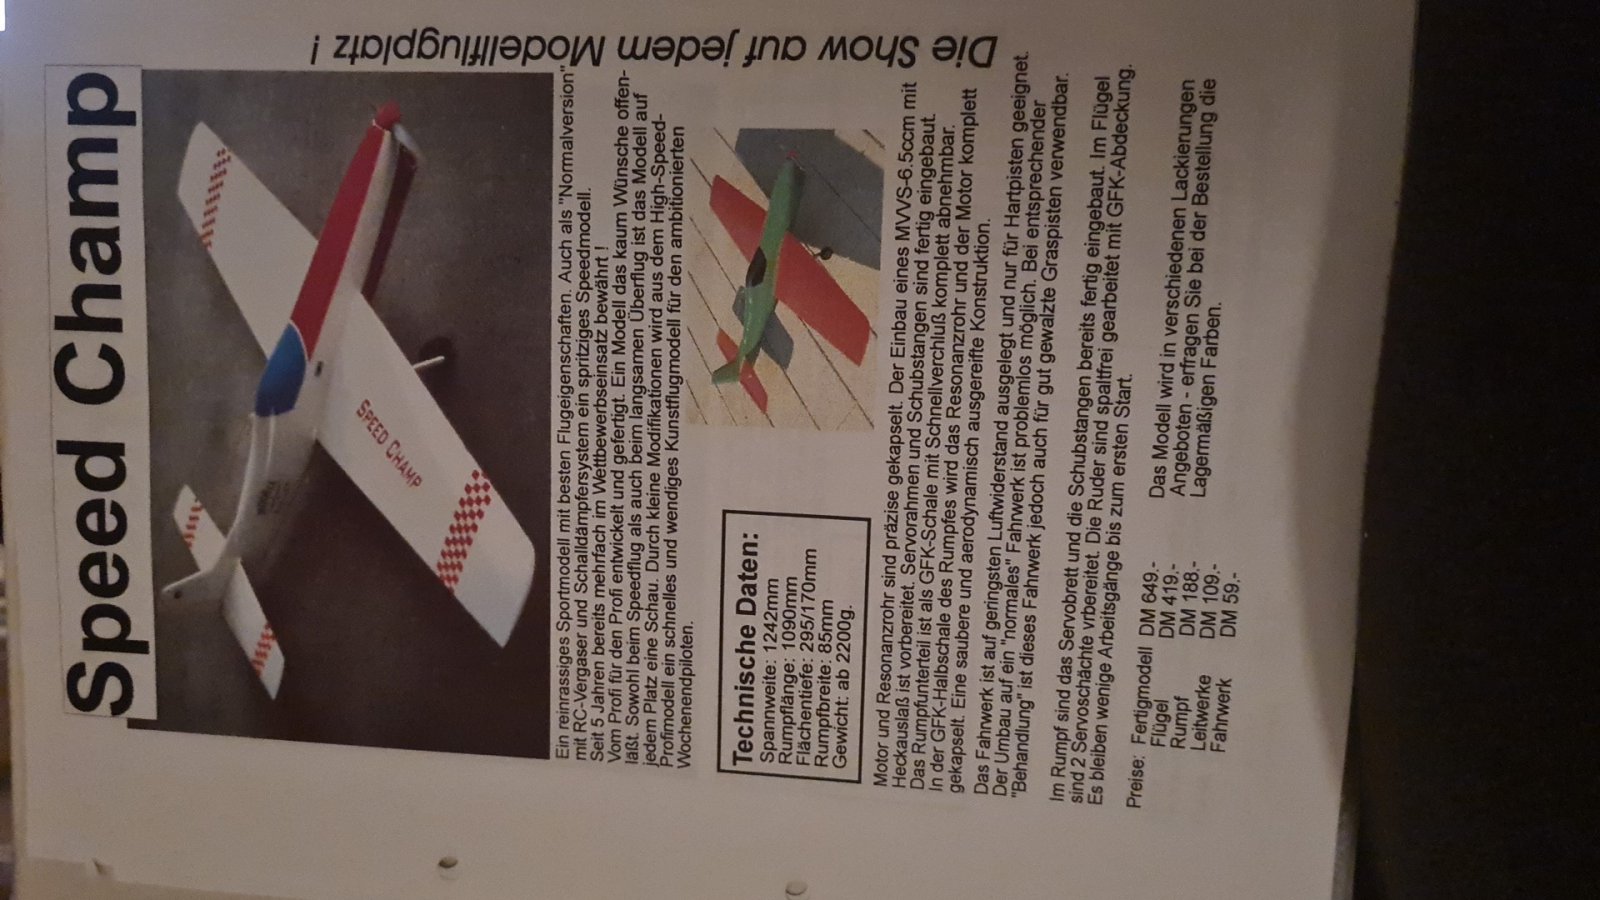 Speed Champ
Die Show auf jedem Modellflugplatz !
SPEED CHAMP
Ein reinrassiges Sportmodell mit besten Flugeigenschaften. Auch als "Normalversion"
mit RC-Vergaser und Schalldämpfersystem ein spritziges Speedmodell.
Seit 5 Jahren bereits mehrfach im Wettbewerbseinsatz bewährt !
Vom Profi für den Profi entwickelt und gefertigt. Ein Modell das kaum Wünsche offen-
läßt. Sowohl beim Speedflug als auch beim langsamen Überflug ist das Modell auf
jedem Platz eine Schau. Durch kleine Modifikationen wird aus dem High-Speed-
Profimodell ein schnelles und wendiges Kunstflugmodell für den ambitionierten
Wochenendpiloten.
Technische Daten:
Spannweite: 1242mm
Rumpflänge: 1090mm
Flächentiefe: 295/170mm
Rumpfbreite: 85mm
Gewicht: ab 2200g.
Motor und Resonanzrohr sind präzise gekapselt. Der Einbau eines MVVS-6.5ccm mit
Heckauslaß ist vorbereitet. Servorahmen und Schubstangen sind fertig eingebaut.
Das Rumpfunterteil ist als GFK-Schale mit Schnellverchluß komplett abnehmbar.
In der GFK-Halbschale des Rumpfes wird das Resonanzrohr und der Motor komplett
gekapselt. Eine saubere und aerodynamisch ausgereifte Konstruktion.
Das Fahrwerk ist auf geringsten Luftwiderstand ausgelegt und nur für Hartpisten geeignet.
Der Umbau auf ein "normales" Fahrwerk ist problemlos möglich. Bei entsprechender
"Behandlung" ist dieses Fahrwerk jedoch auch für gut gewalzte Graspisten verwendbar.
Im Rumpf sind das Servobrett und die Schubstangen bereits fertig eingebaut. Im Flügel
sind 2 Servoschächte vrbereitet. Die Ruder sind spaltfrei gearbeitet mit GFK-Abdeckung.
Es bleiben wenige Arbeitsgänge bis zum ersten Start.
Preise: Fertigmodell DM 649.-
Flügel DM 419.-
Rumpf DM 188.-
Leitwerke DM 109.-
Fahrwerk DM 59.-
Das Modell wird in verschiedenen Lackierungen
Angeboten - erfragen Sie bei der Bestellung die
Lagermäßigen Farben.